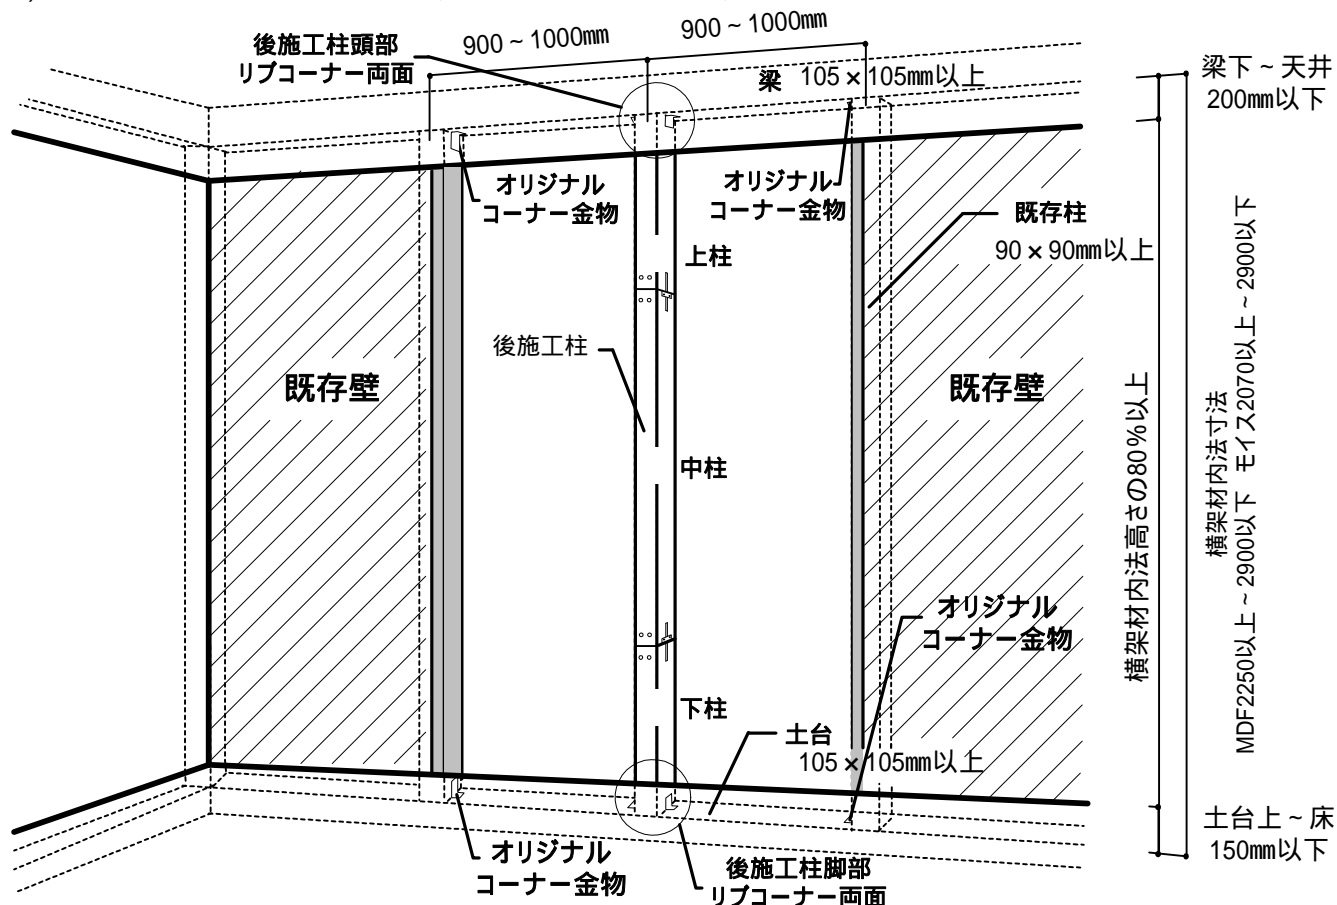 900～1000mm
900～1000mm
後施工柱頭部
リブコーナー両面
梁 105×105mm以上
梁下～天井
200mm以下
オリジナル
コーナー金物
オリジナル
コーナー金物
既存柱
90×90mm以上
上柱
後施工柱
既存壁
既存壁
中柱
横架材内法高さの80%以上
横架材内法寸法
MDF2250以上～2900以下 モイス2070以上～2900以下
オリジナル
コーナー金物
下柱
土台
105×105mm以上
土台上～床
150mm以下
オリジナル
コーナー金物
後施工柱脚部
リブコーナー両面